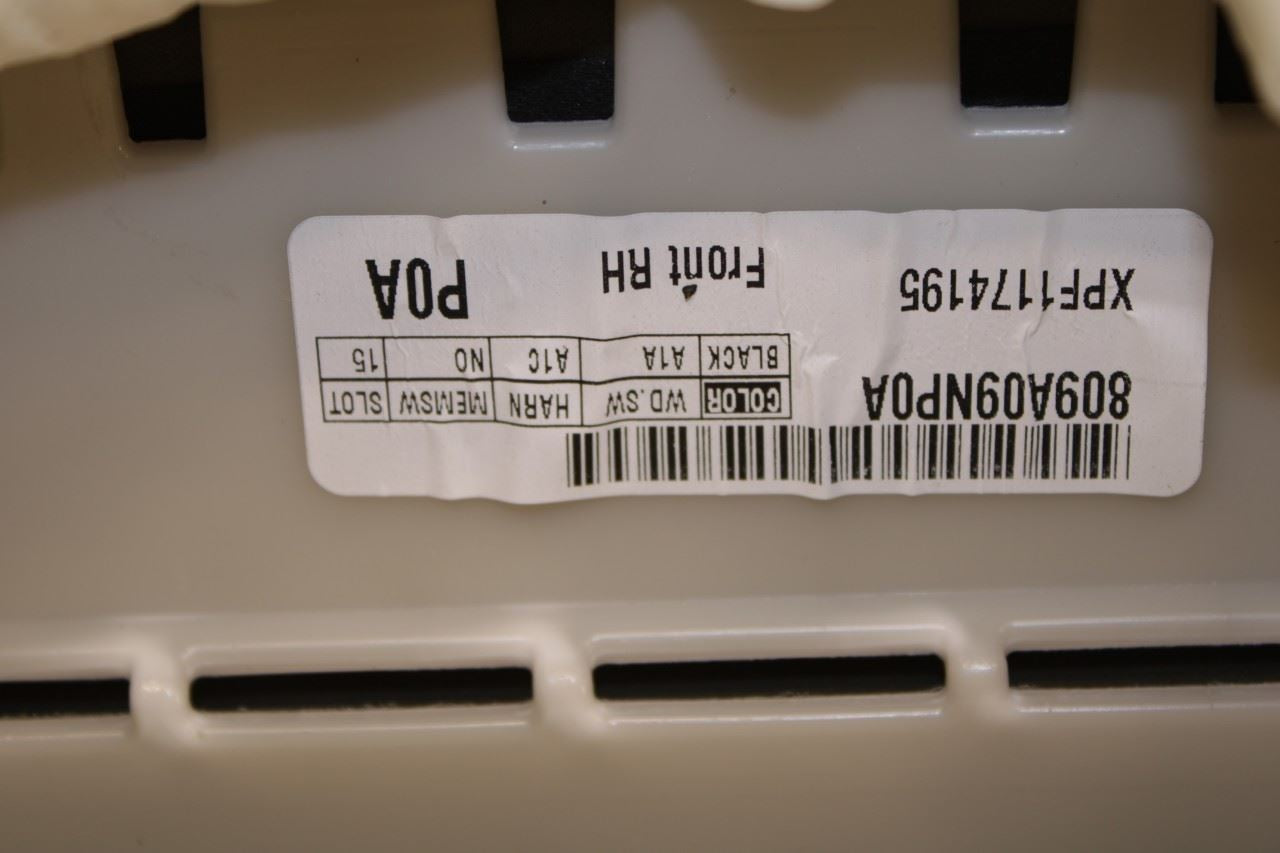 809A09NP0A
COLOR WD.SW HARN MEMSW SLOT
BLACK A1A A1C NO 15
XPF1174195 Front RH P0A